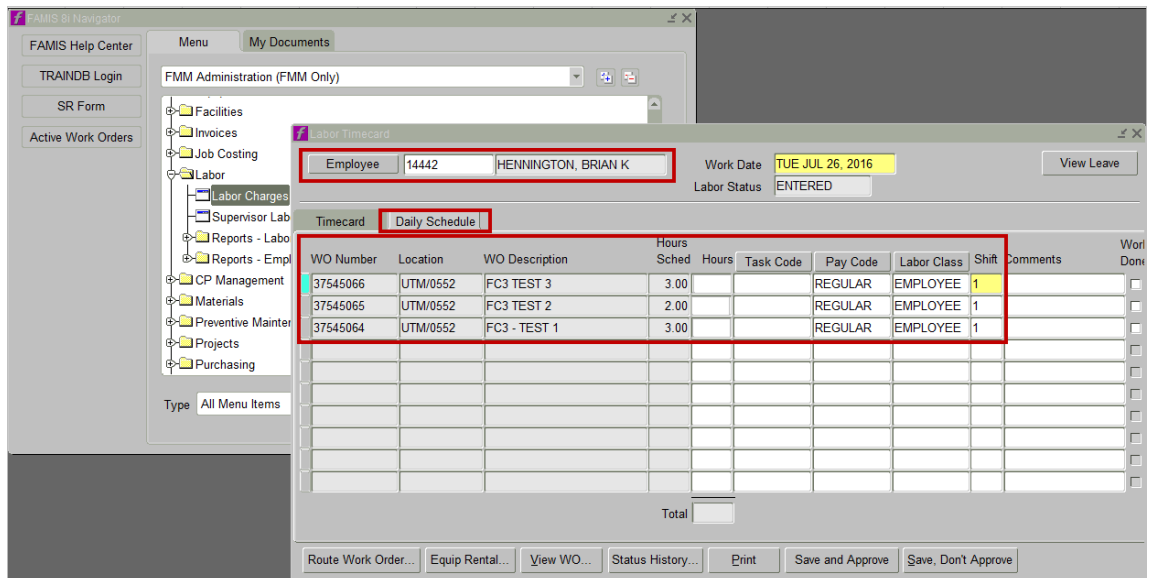 FAMIS 8i Navigator
FAMIS Help Center
TRAINDB Login
SR Form
Active Work Orders
Menu My Documents
FMM Administration (FMM Only)
Facilities
Invoices
Job Costing
Labor
Labor Charges
Supervisor Lab
Reports - Labo
Reports - Empl
CP Management
Materials
Preventive Mainter
Projects
Purchasing
Type All Menu Items
Labor Timecard
Employee 14442 HENNINGTON, BRIAN K Work Date TUE JUL 26, 2016 View Leave
Labor Status ENTERED
Timecard Daily Schedule
Hours Worl
WO Number Location WO Description Sched Hours Task Code Pay Code Labor Class Shift Comments Done
37545066 UTM/0552 FC3 TEST 3 3.00 REGULAR EMPLOYEE 1
37545065 UTM/0552 FC3 TEST 2 2.00 REGULAR EMPLOYEE 1
37545064 UTM/0552 FC3 - TEST 1 3.00 REGULAR EMPLOYEE 1
Total
Route Work Order... Equip Rental... View WO... Status History... Print Save and Approve Save, Don't Approve